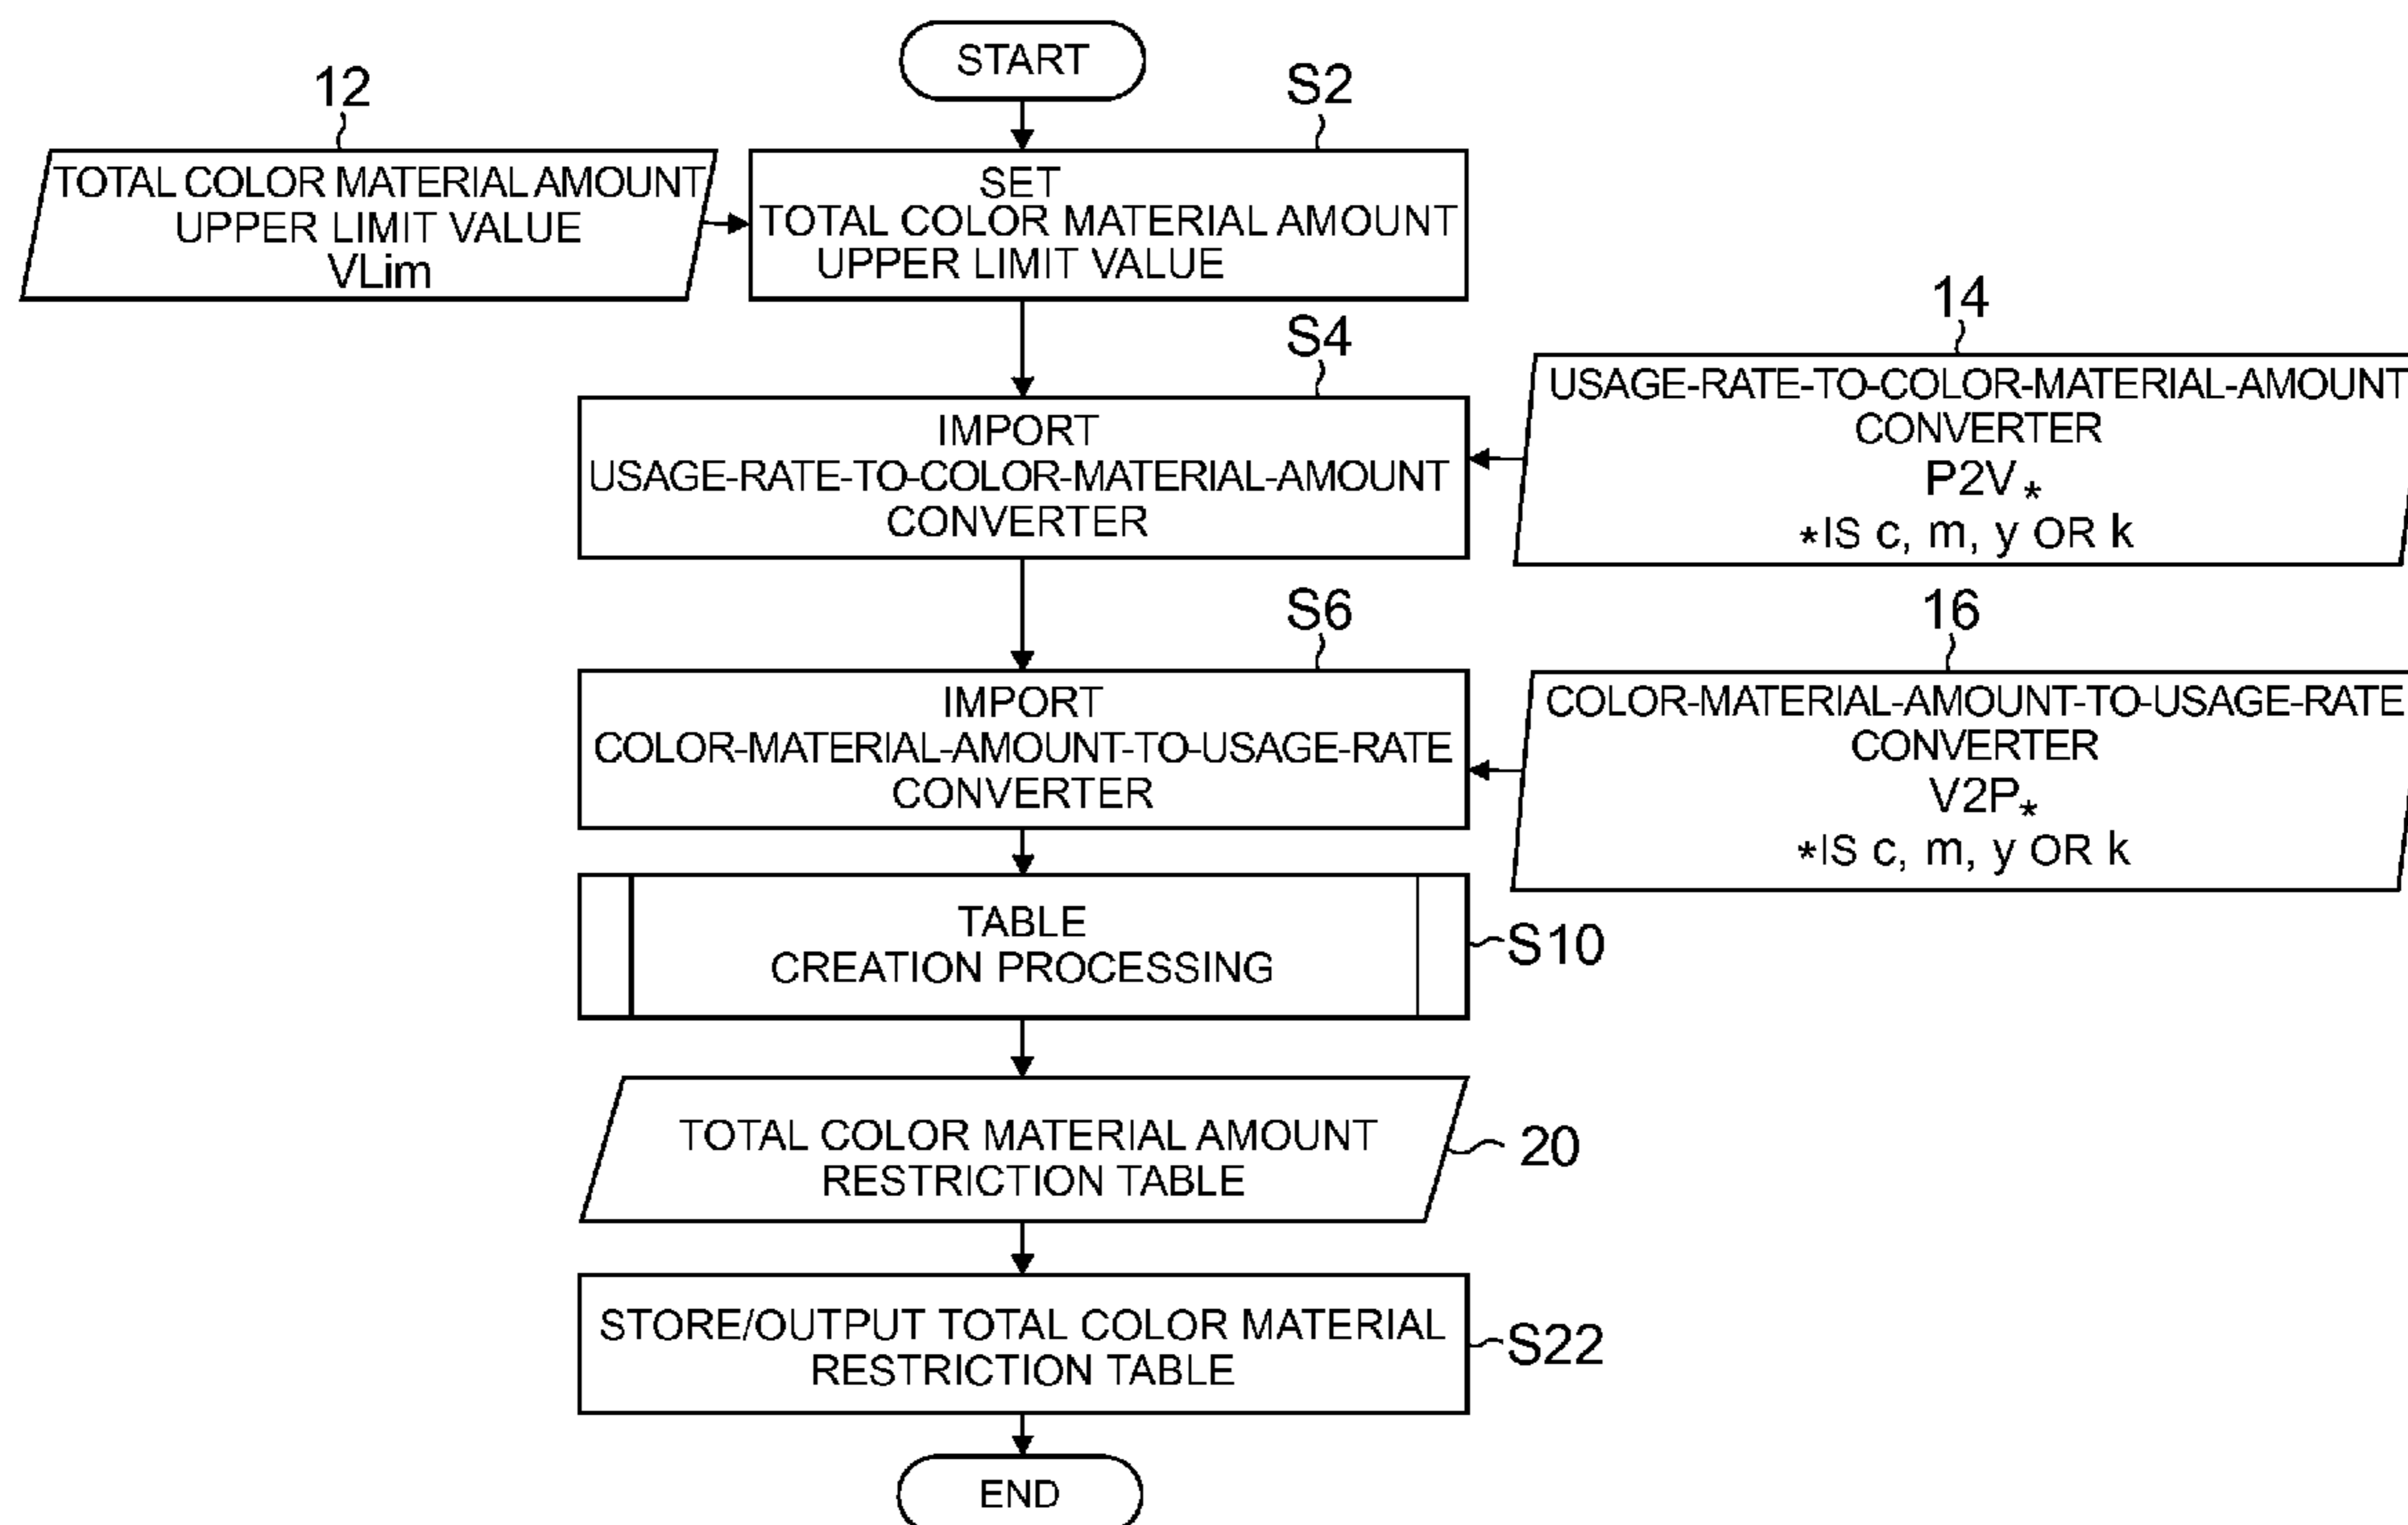 START
12
S2
TOTAL COLOR MATERIAL AMOUNT
UPPER LIMIT VALUE
VLim
SET
TOTAL COLOR MATERIAL AMOUNT
UPPER LIMIT VALUE
S4
14
IMPORT
USAGE-RATE-TO-COLOR-MATERIAL-AMOUNT
CONVERTER
USAGE-RATE-TO-COLOR-MATERIAL-AMOUNT
CONVERTER
P2V*
*IS c, m, y OR k
S6
16
IMPORT
COLOR-MATERIAL-AMOUNT-TO-USAGE-RATE
CONVERTER
COLOR-MATERIAL-AMOUNT-TO-USAGE-RATE
CONVERTER
V2P*
*IS c, m, y OR k
TABLE
CREATION PROCESSING
S10
TOTAL COLOR MATERIAL AMOUNT
RESTRICTION TABLE
20
STORE/OUTPUT TOTAL COLOR MATERIAL
RESTRICTION TABLE
S22
END